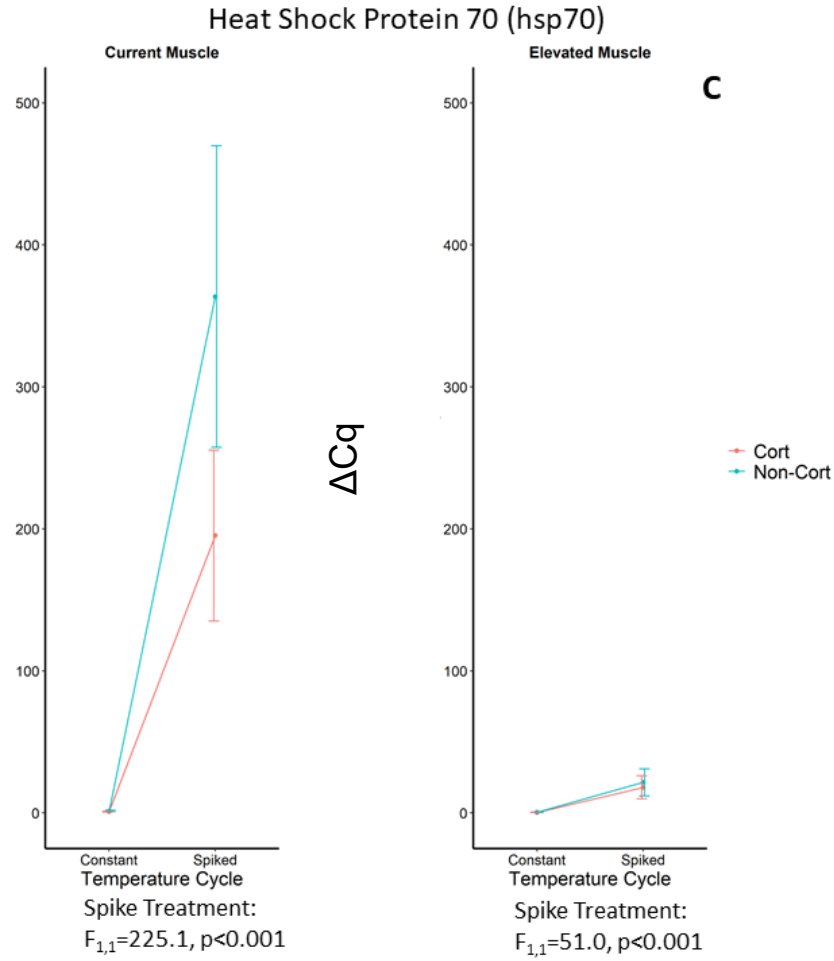 Heat Shock Protein 70 (hsp70)
Current Muscle
500
400
300
200
100
0
Constant
Spiked
Temperature Cycle
Spike Treatment:
F1,1=225.1, p<0.001
ΔCq
Elevated Muscle
C
500
400
300
200
100
0
Constant
Spiked
Temperature Cycle
Spike Treatment:
F1,1=51.0, p<0.001
Cort
Non-Cort